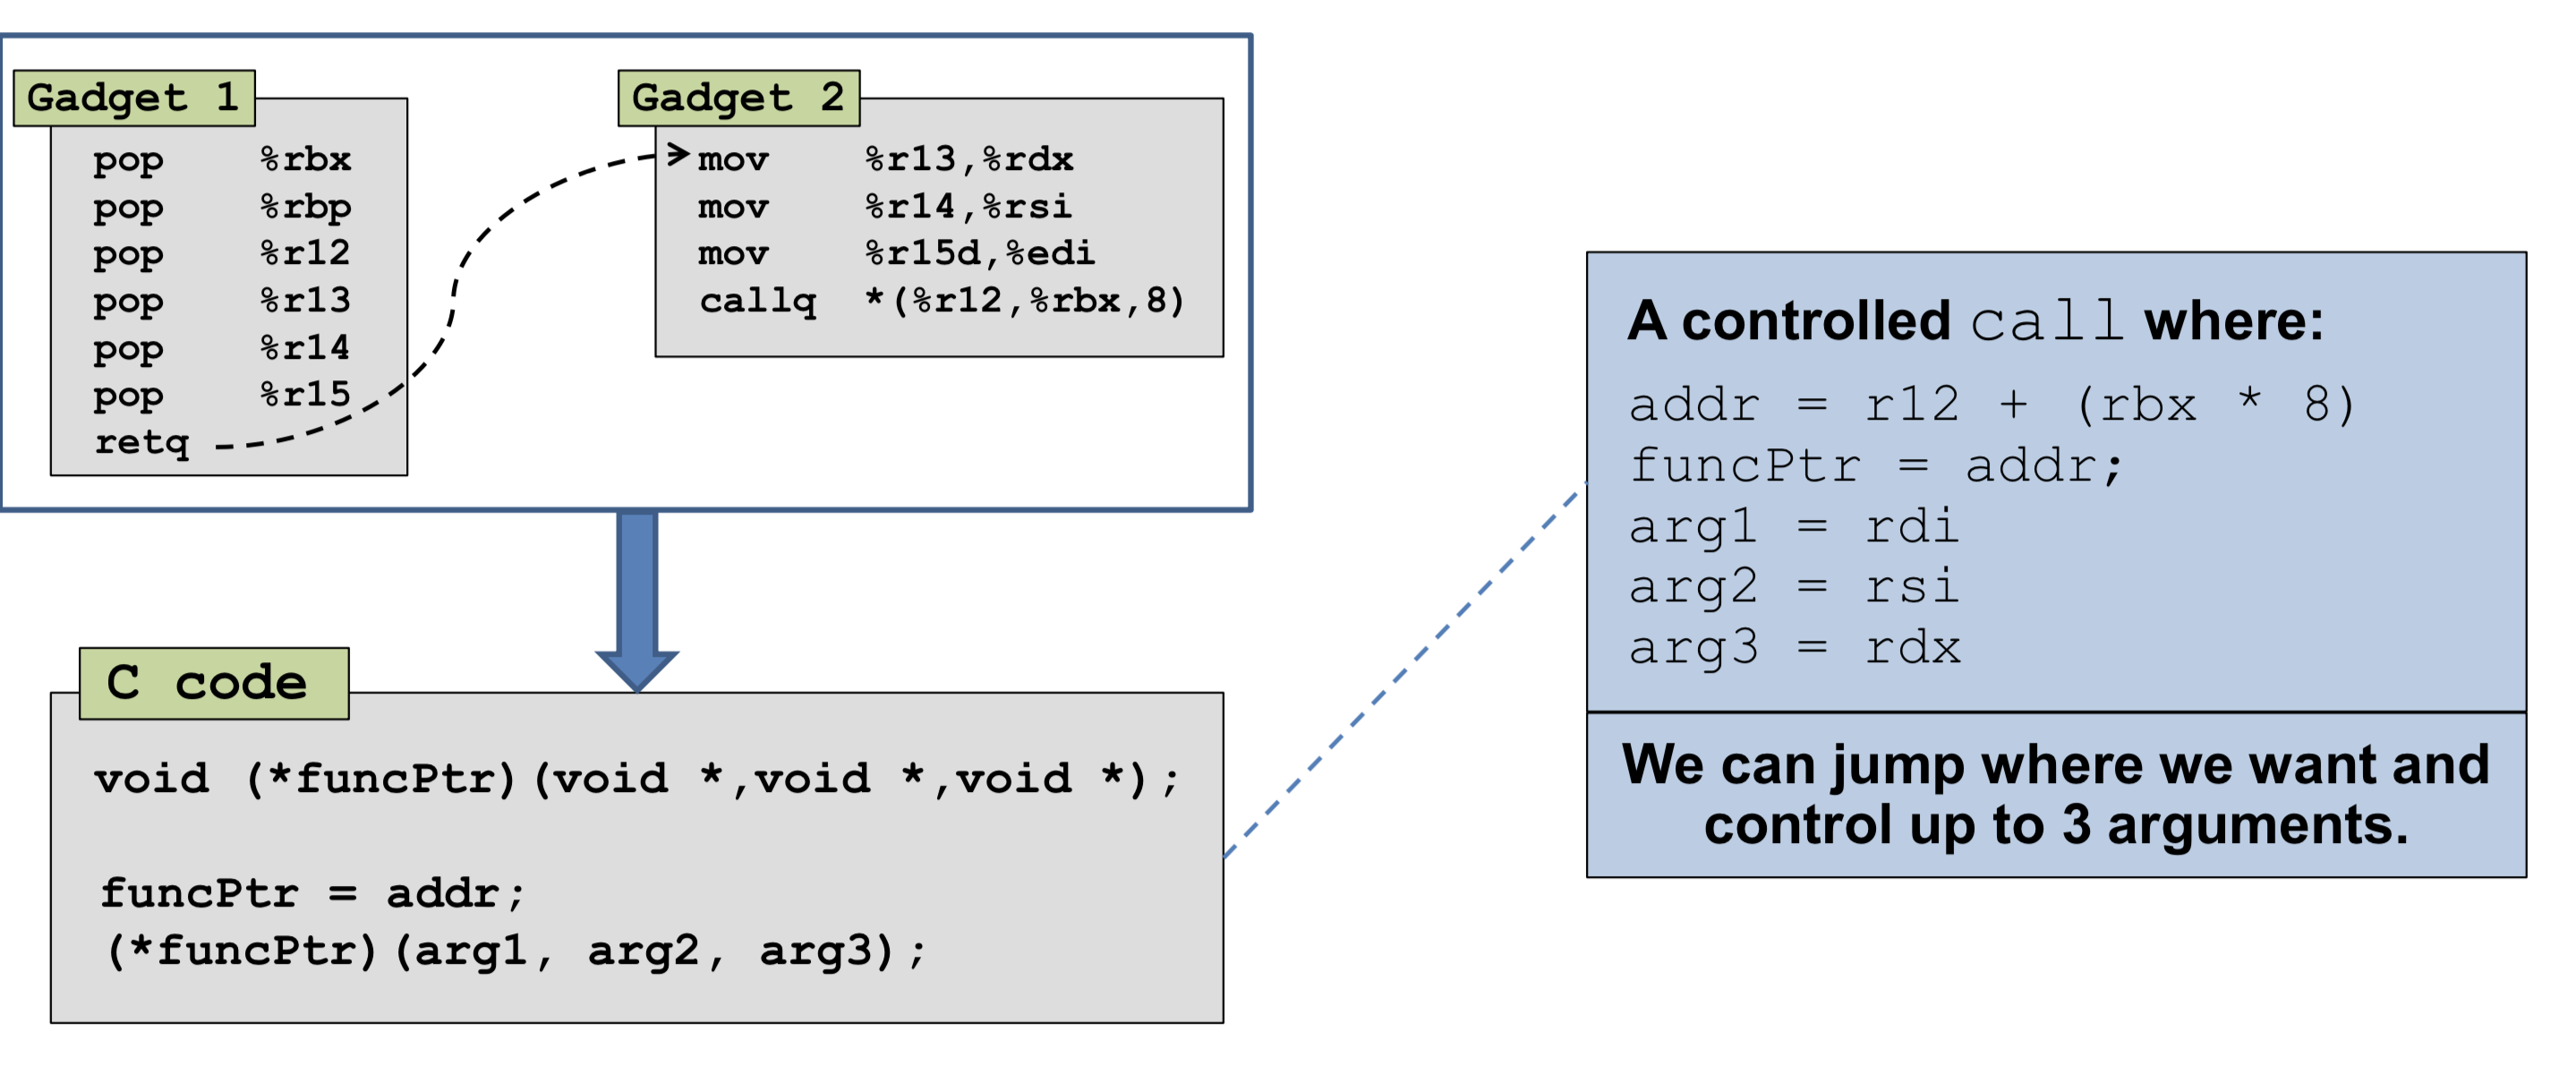 Gadget 1
pop %rbx
pop %rbp
pop %r12
pop %r13
pop %r14
pop %r15
retq
Gadget 2
mov %r13,%rdx
mov %r14,%rsi
mov %r15d,%edi
callq *(%r12,%rbx,8)
C code
void (*funcPtr)(void *,void *,void *);
funcPtr = addr;
(*funcPtr)(arg1, arg2, arg3);
A controlled call where:
addr = r12 + (rbx * 8)
funcPtr = addr;
arg1 = rdi
arg2 = rsi
arg3 = rdx
We can jump where we want and
control up to 3 arguments.